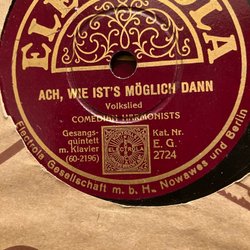 ELECTROLA
ACH, WIE IST'S MÖGLICH DANN
Volkslied
COMEDIAN HARMONISTS
Gesangs-
quintett
m. Klavier
(60-2196)
ELECTROLA
Kat. Nr.
E. G.
2724
Electrola Gesellschaft m. b. H., Nowawes und Berlin